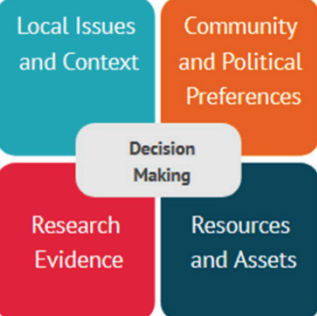 Local Issues
and Context
Community
and Political
Preferences
Decision
Making
Research
Evidence
Resources
and Assets